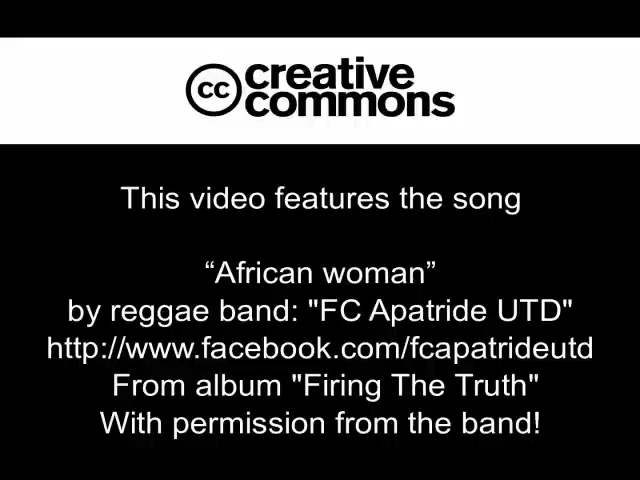 cc creative
commons
This video features the song
“African woman”
by reggae band: "FC Apatride UTD"
http://www.facebook.com/fcapatrideutd
From album "Firing The Truth"
With permission from the band!